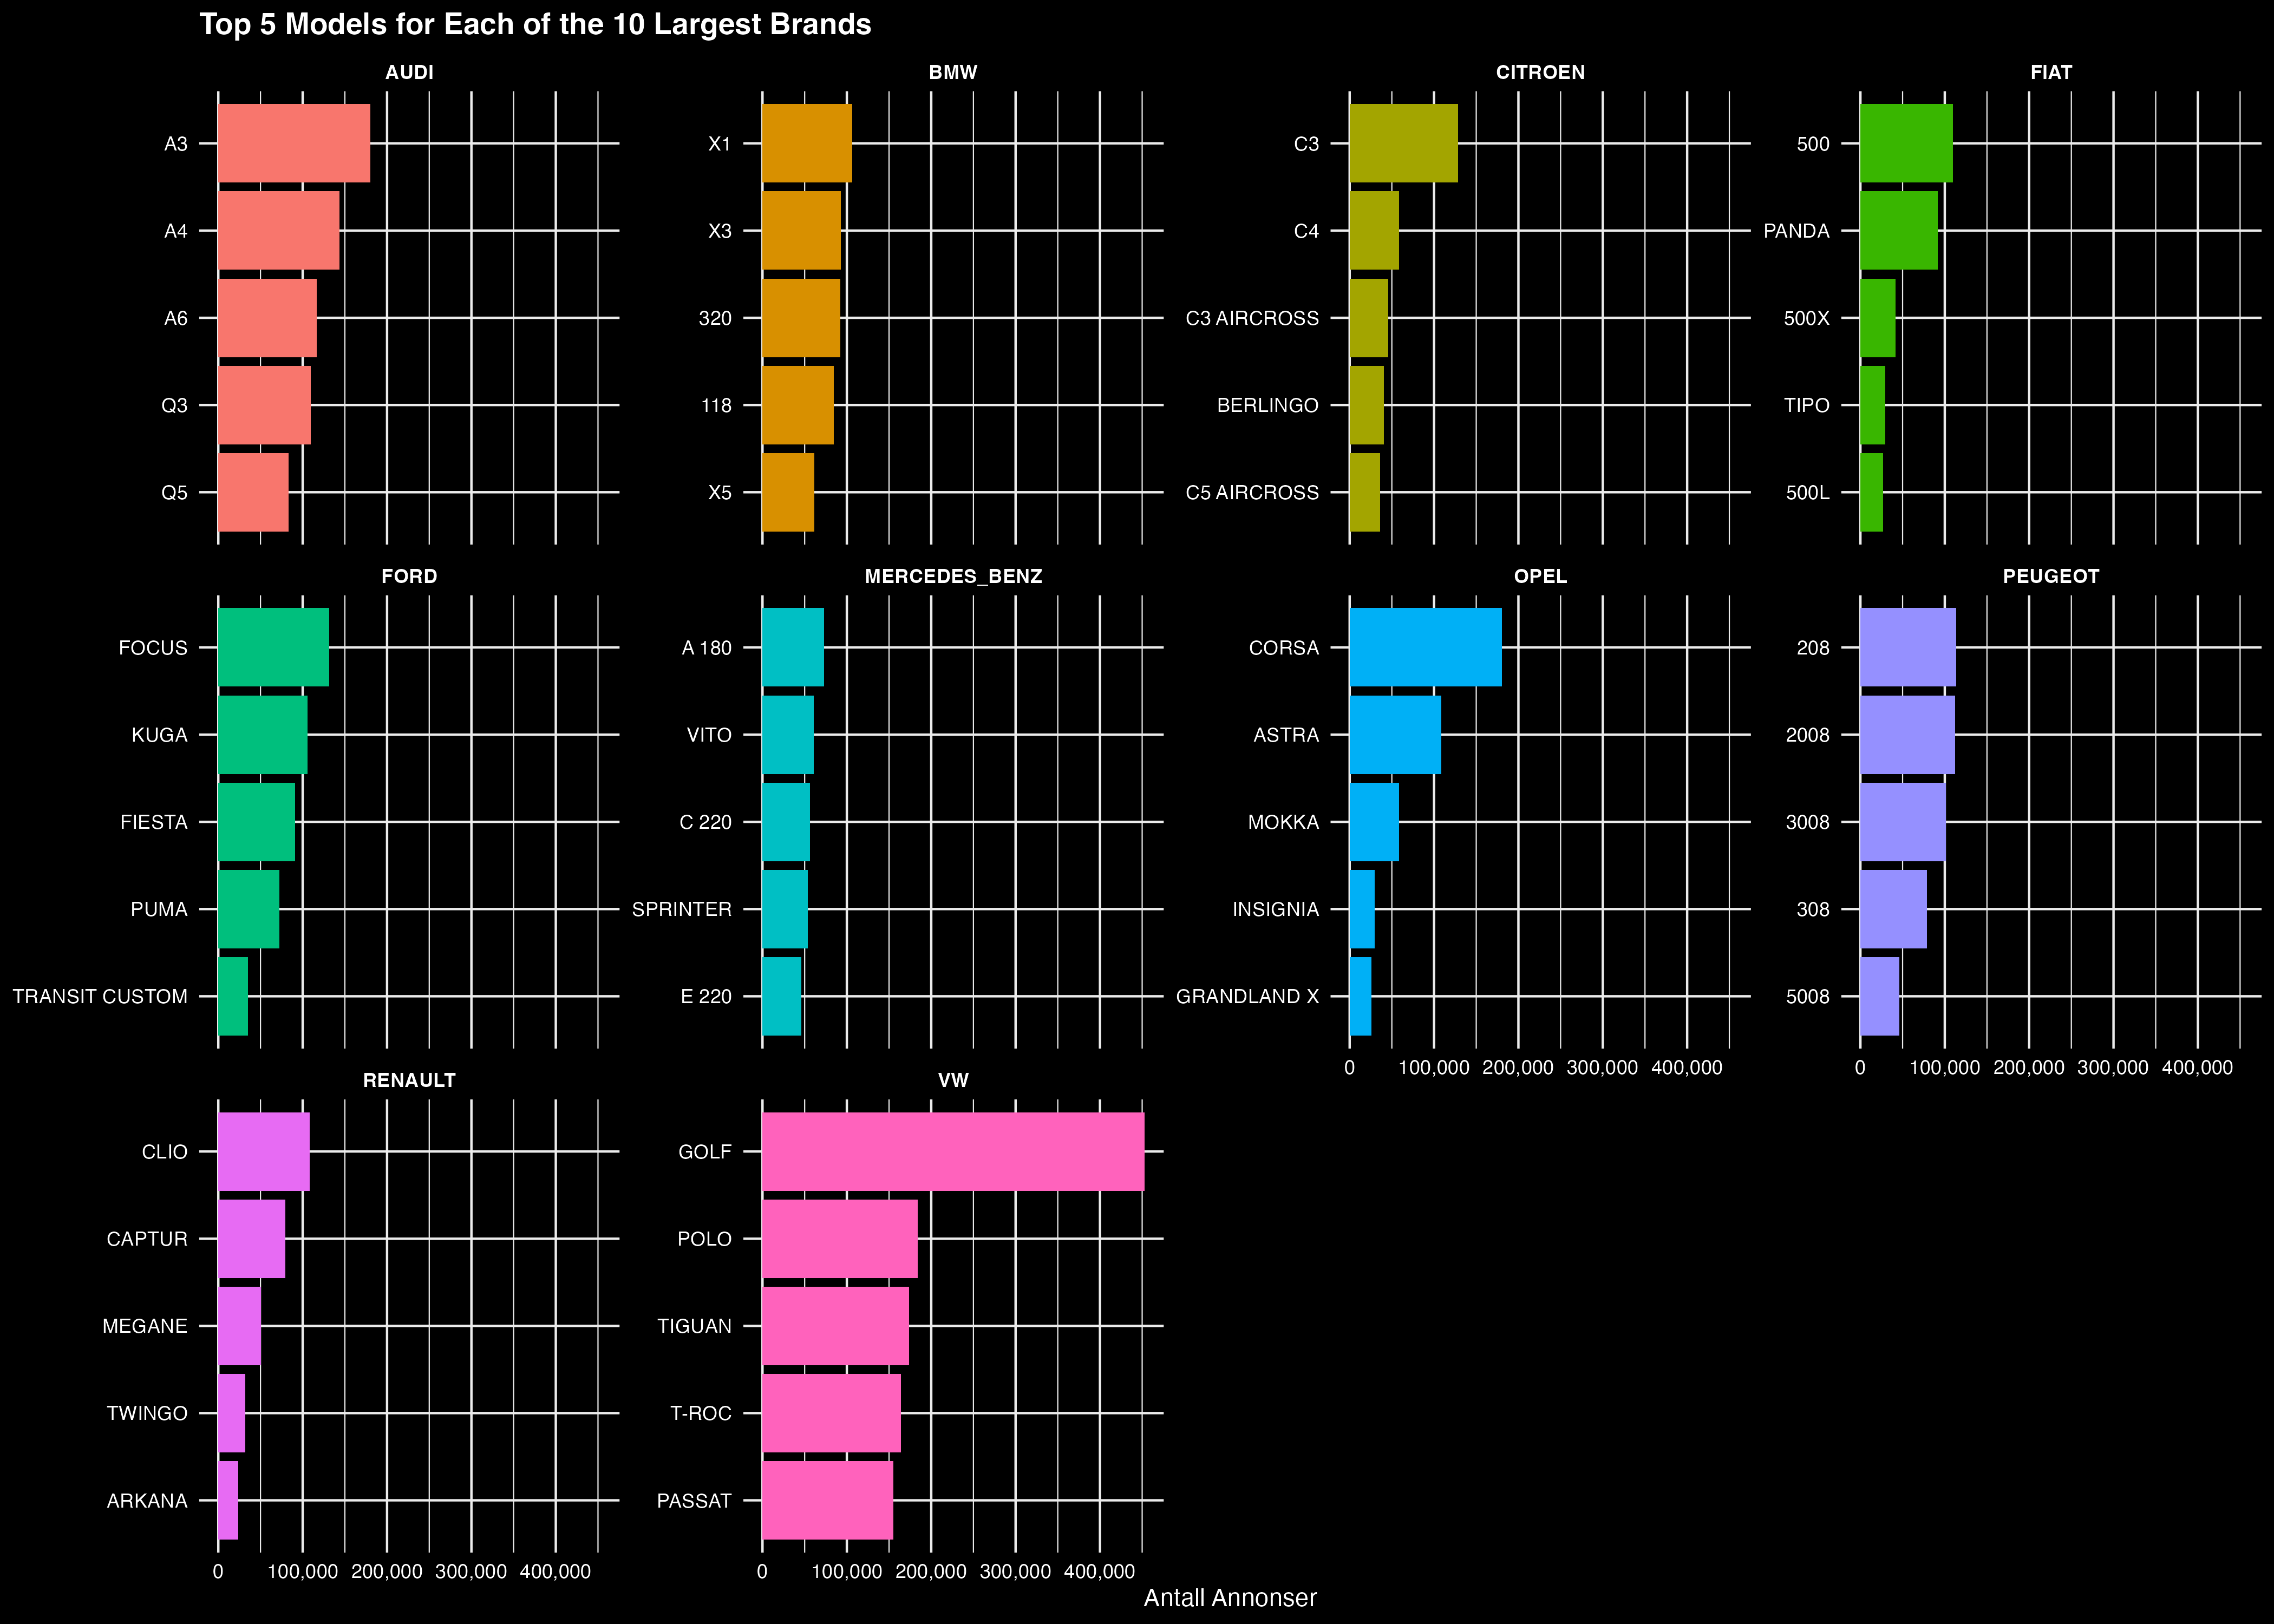 Top 5 Models for Each of the 10 Largest Brands
AUDI
A3
A4
A6
Q3
Q5
BMW
X1
X3
320
118
X5
CITROEN
C3
C4
C3 AIRCROSS
BERLINGO
C5 AIRCROSS
FIAT
500
PANDA
500X
TIPO
500L
FORD
FOCUS
KUGA
FIESTA
PUMA
TRANSIT CUSTOM
MERCEDES_BENZ
A 180
VITO
C 220
SPRINTER
E 220
OPEL
CORSA
ASTRA
MOKKA
INSIGNIA
GRANDLAND X
0 100,000 200,000 300,000 400,000
PEUGEOT
208
2008
3008
308
5008
0 100,000 200,000 300,000 400,000
RENAULT
CLIO
CAPTUR
MEGANE
TWINGO
ARKANA
0 100,000 200,000 300,000 400,000
VW
GOLF
POLO
TIGUAN
T-ROC
PASSAT
0 100,000 200,000 300,000 400,000
Antall Annonser